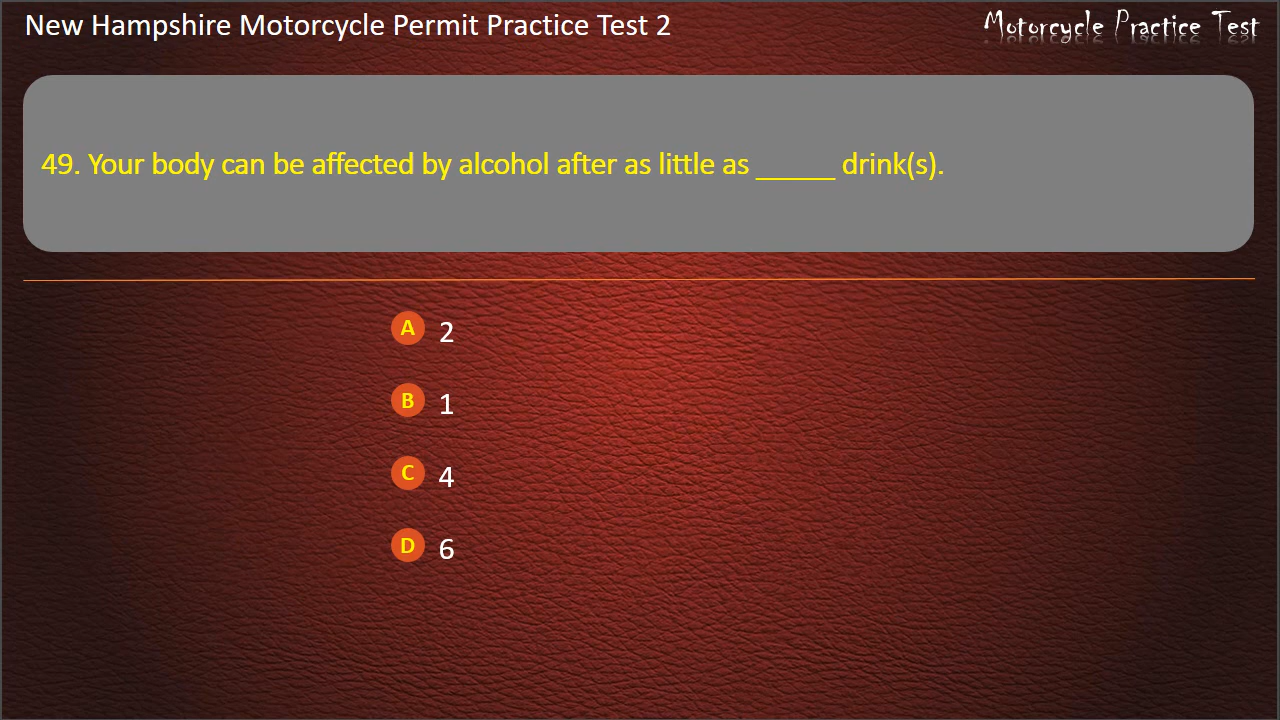 New Hampshire Motorcycle Permit Practice Test 2
Motorcycle Practice Test
49. Your body can be affected by alcohol after as little as _____ drink(s).
A 2
B 1
C 4
D 6